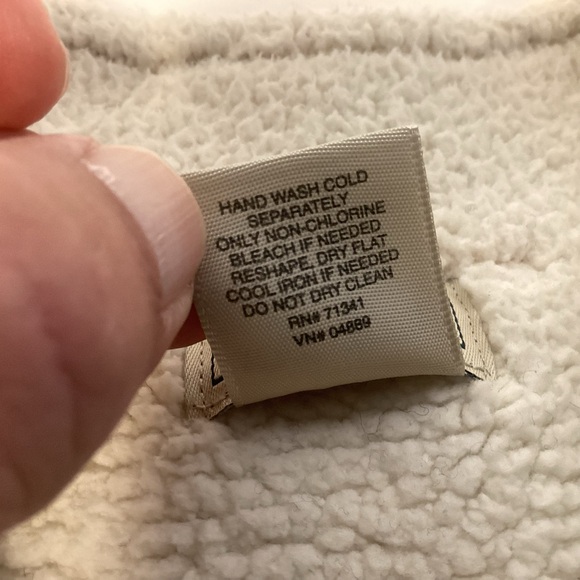 HAND WASH COLD
SEPARATELY
ONLY NON-CHLORINE
BLEACH IF NEEDED
RESHAPE, DRY FLAT
COOL IRON IF NEEDED
DO NOT DRY CLEAN
RN# 71341
VN# 04869